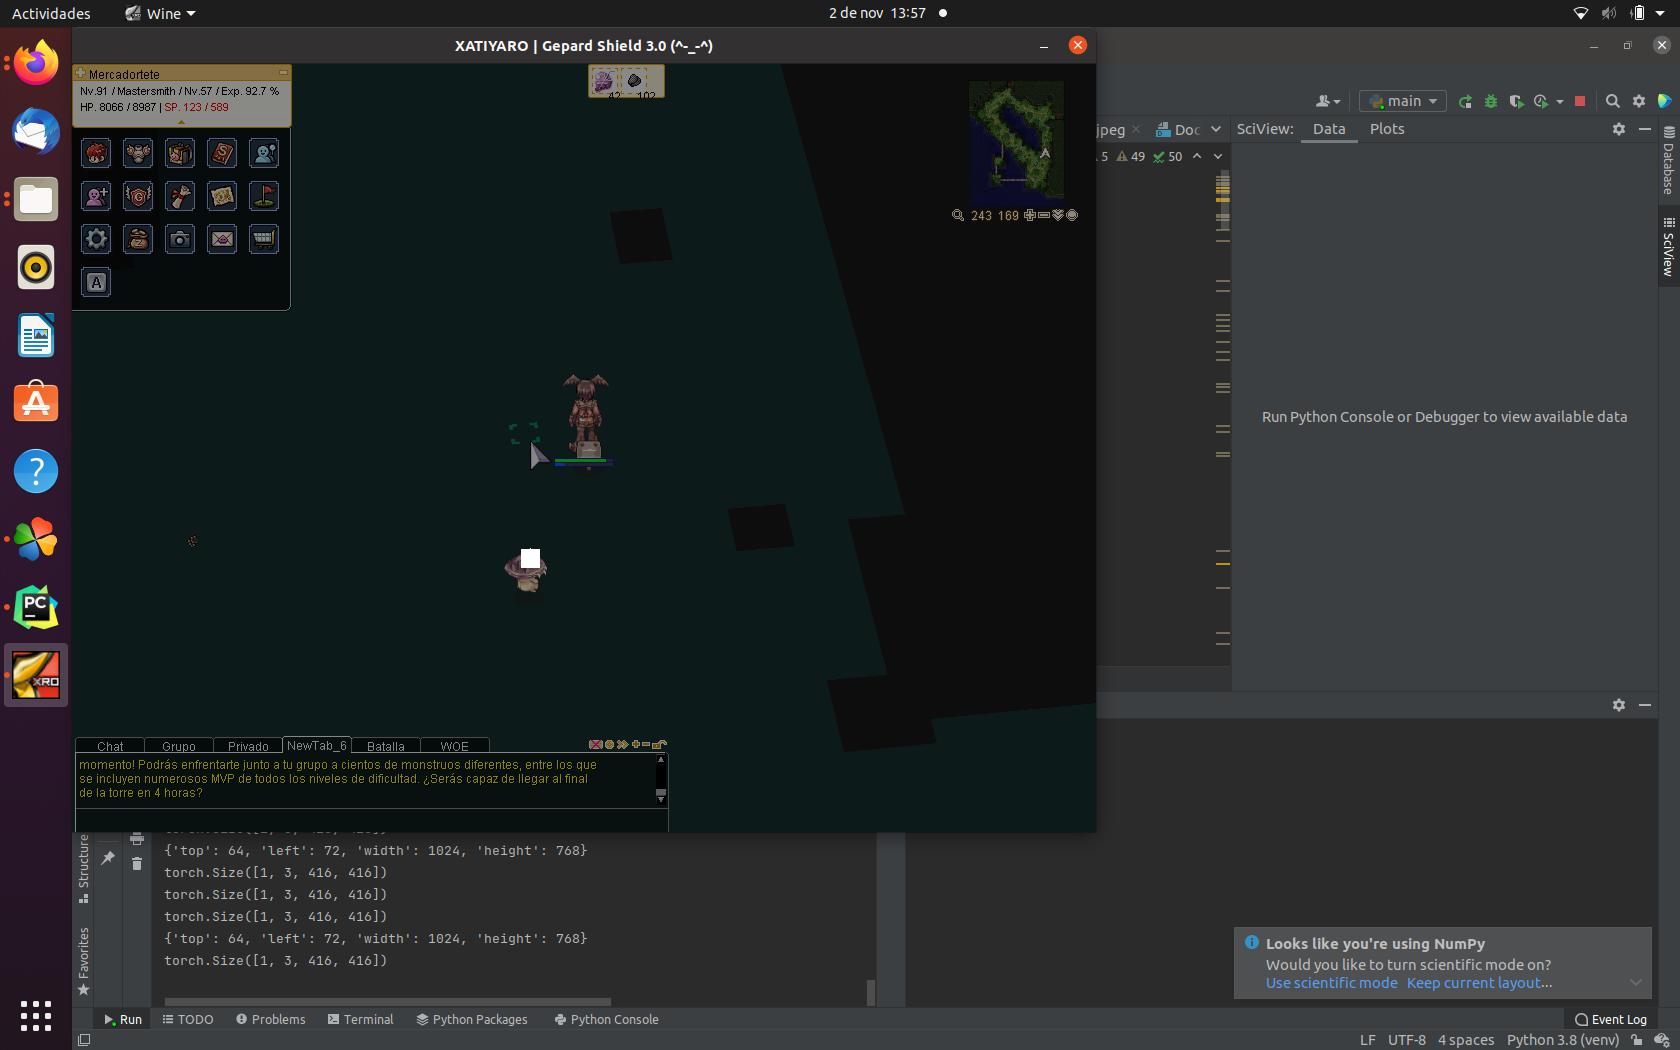 Actividades
Wine
2 de nov 13:57
XATIYARO | Gepard Shield 3.0 (^-_-^)
Mercadortete
Nv.91 / Mastersmith / Nv.57 / Exp. 92.7 %
HP. 8066 / 8987 | SP. 123 / 589
42
102
243 169
A
main
jpeg
Doc
SciView:
Data
Plots
5
49
50
Database
SciView
Run Python Console or Debugger to view available data
XRO
PC
Chat
Grupo
Privado
NewTab_6
Batalla
WOE
momento! Podrás enfrentarte junto a tu grupo a cientos de monstruos diferentes, entre los que
se incluyen numerosos MVP de todos los niveles de dificultad. ¿Serás capaz de llegar al final
de la torre en 4 horas?
{'top': 64, 'left': 72, 'width': 1024, 'height': 768}
torch.Size([1, 3, 416, 416])
torch.Size([1, 3, 416, 416])
torch.Size([1, 3, 416, 416])
{'top': 64, 'left': 72, 'width': 1024, 'height': 768}
torch.Size([1, 3, 416, 416])
Structure
Favorites
Looks like you're using NumPy
Would you like to turn scientific mode on?
Use scientific mode Keep current layout...
Run
TODO
Problems
Terminal
Python Packages
Python Console
Event Log
LF UTF-8 4 spaces Python 3.8 (venv)